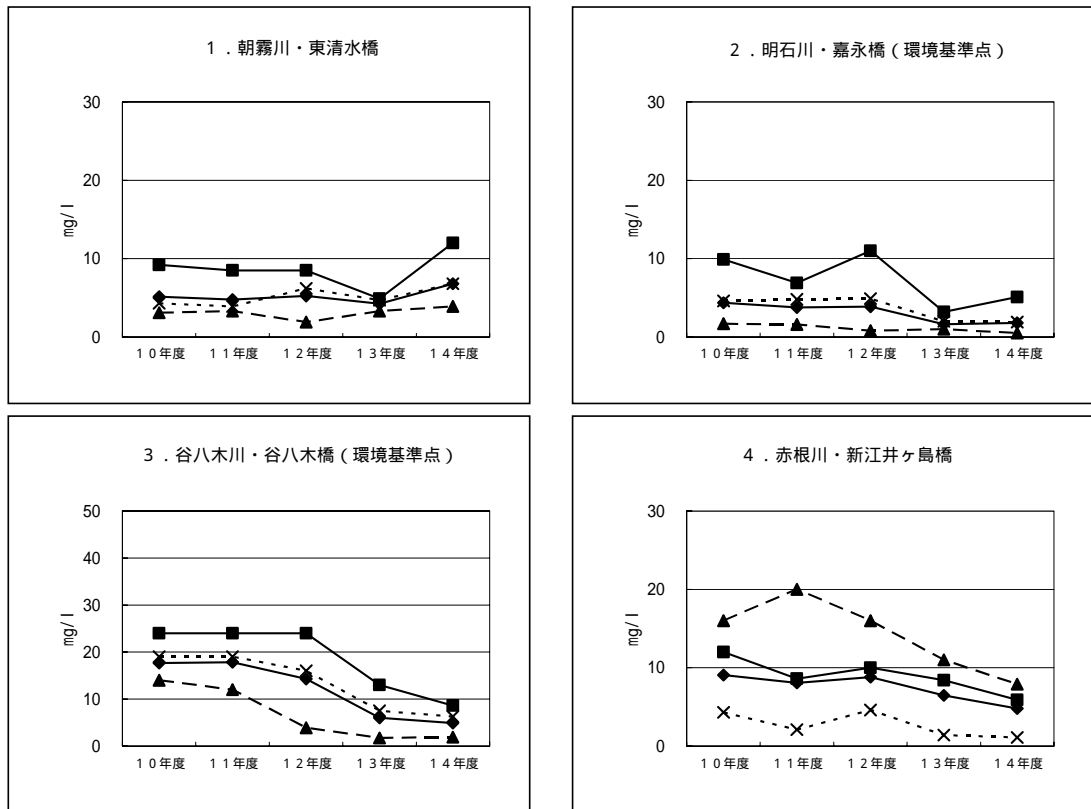 １．朝霧川・東清水橋
30
20
10
0
mg/l
１０年度 １１年度 １２年度 １３年度 １４年度
２．明石川・嘉永橋（環境基準点）
30
20
10
0
mg/l
１０年度 １１年度 １２年度 １３年度 １４年度
３．谷八木川・谷八木橋（環境基準点）
50
40
30
20
10
0
mg/l
１０年度 １１年度 １２年度 １３年度 １４年度
４．赤根川・新江井ヶ島橋
30
20
10
0
mg/l
１０年度 １１年度 １２年度 １３年度 １４年度